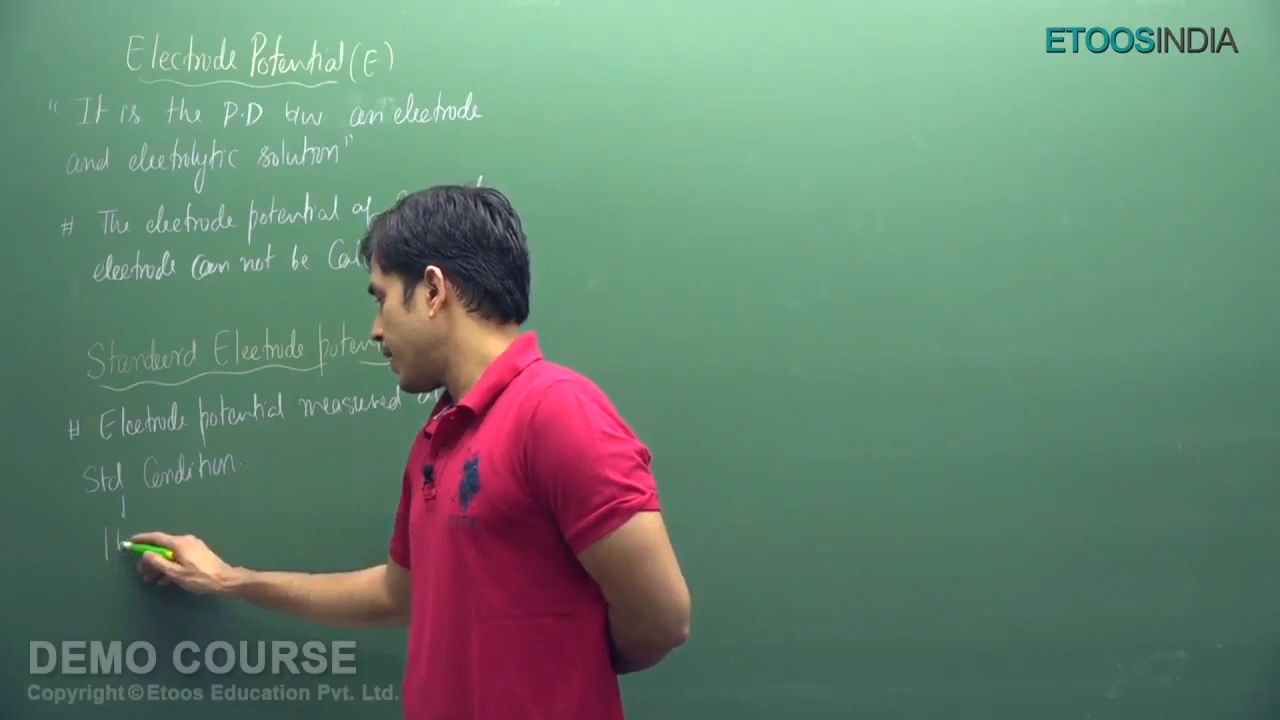 ETOOSINDIA
Electrode Potential (E)
"It is the P.D b/w an electrode
and electrolytic solution"
# The electrode potential of
electrode can not be
Standard Electrode
# Electrode potential measured
Std Condition.
DEMO COURSE
Copyright © Etoos Education Pvt. Ltd.